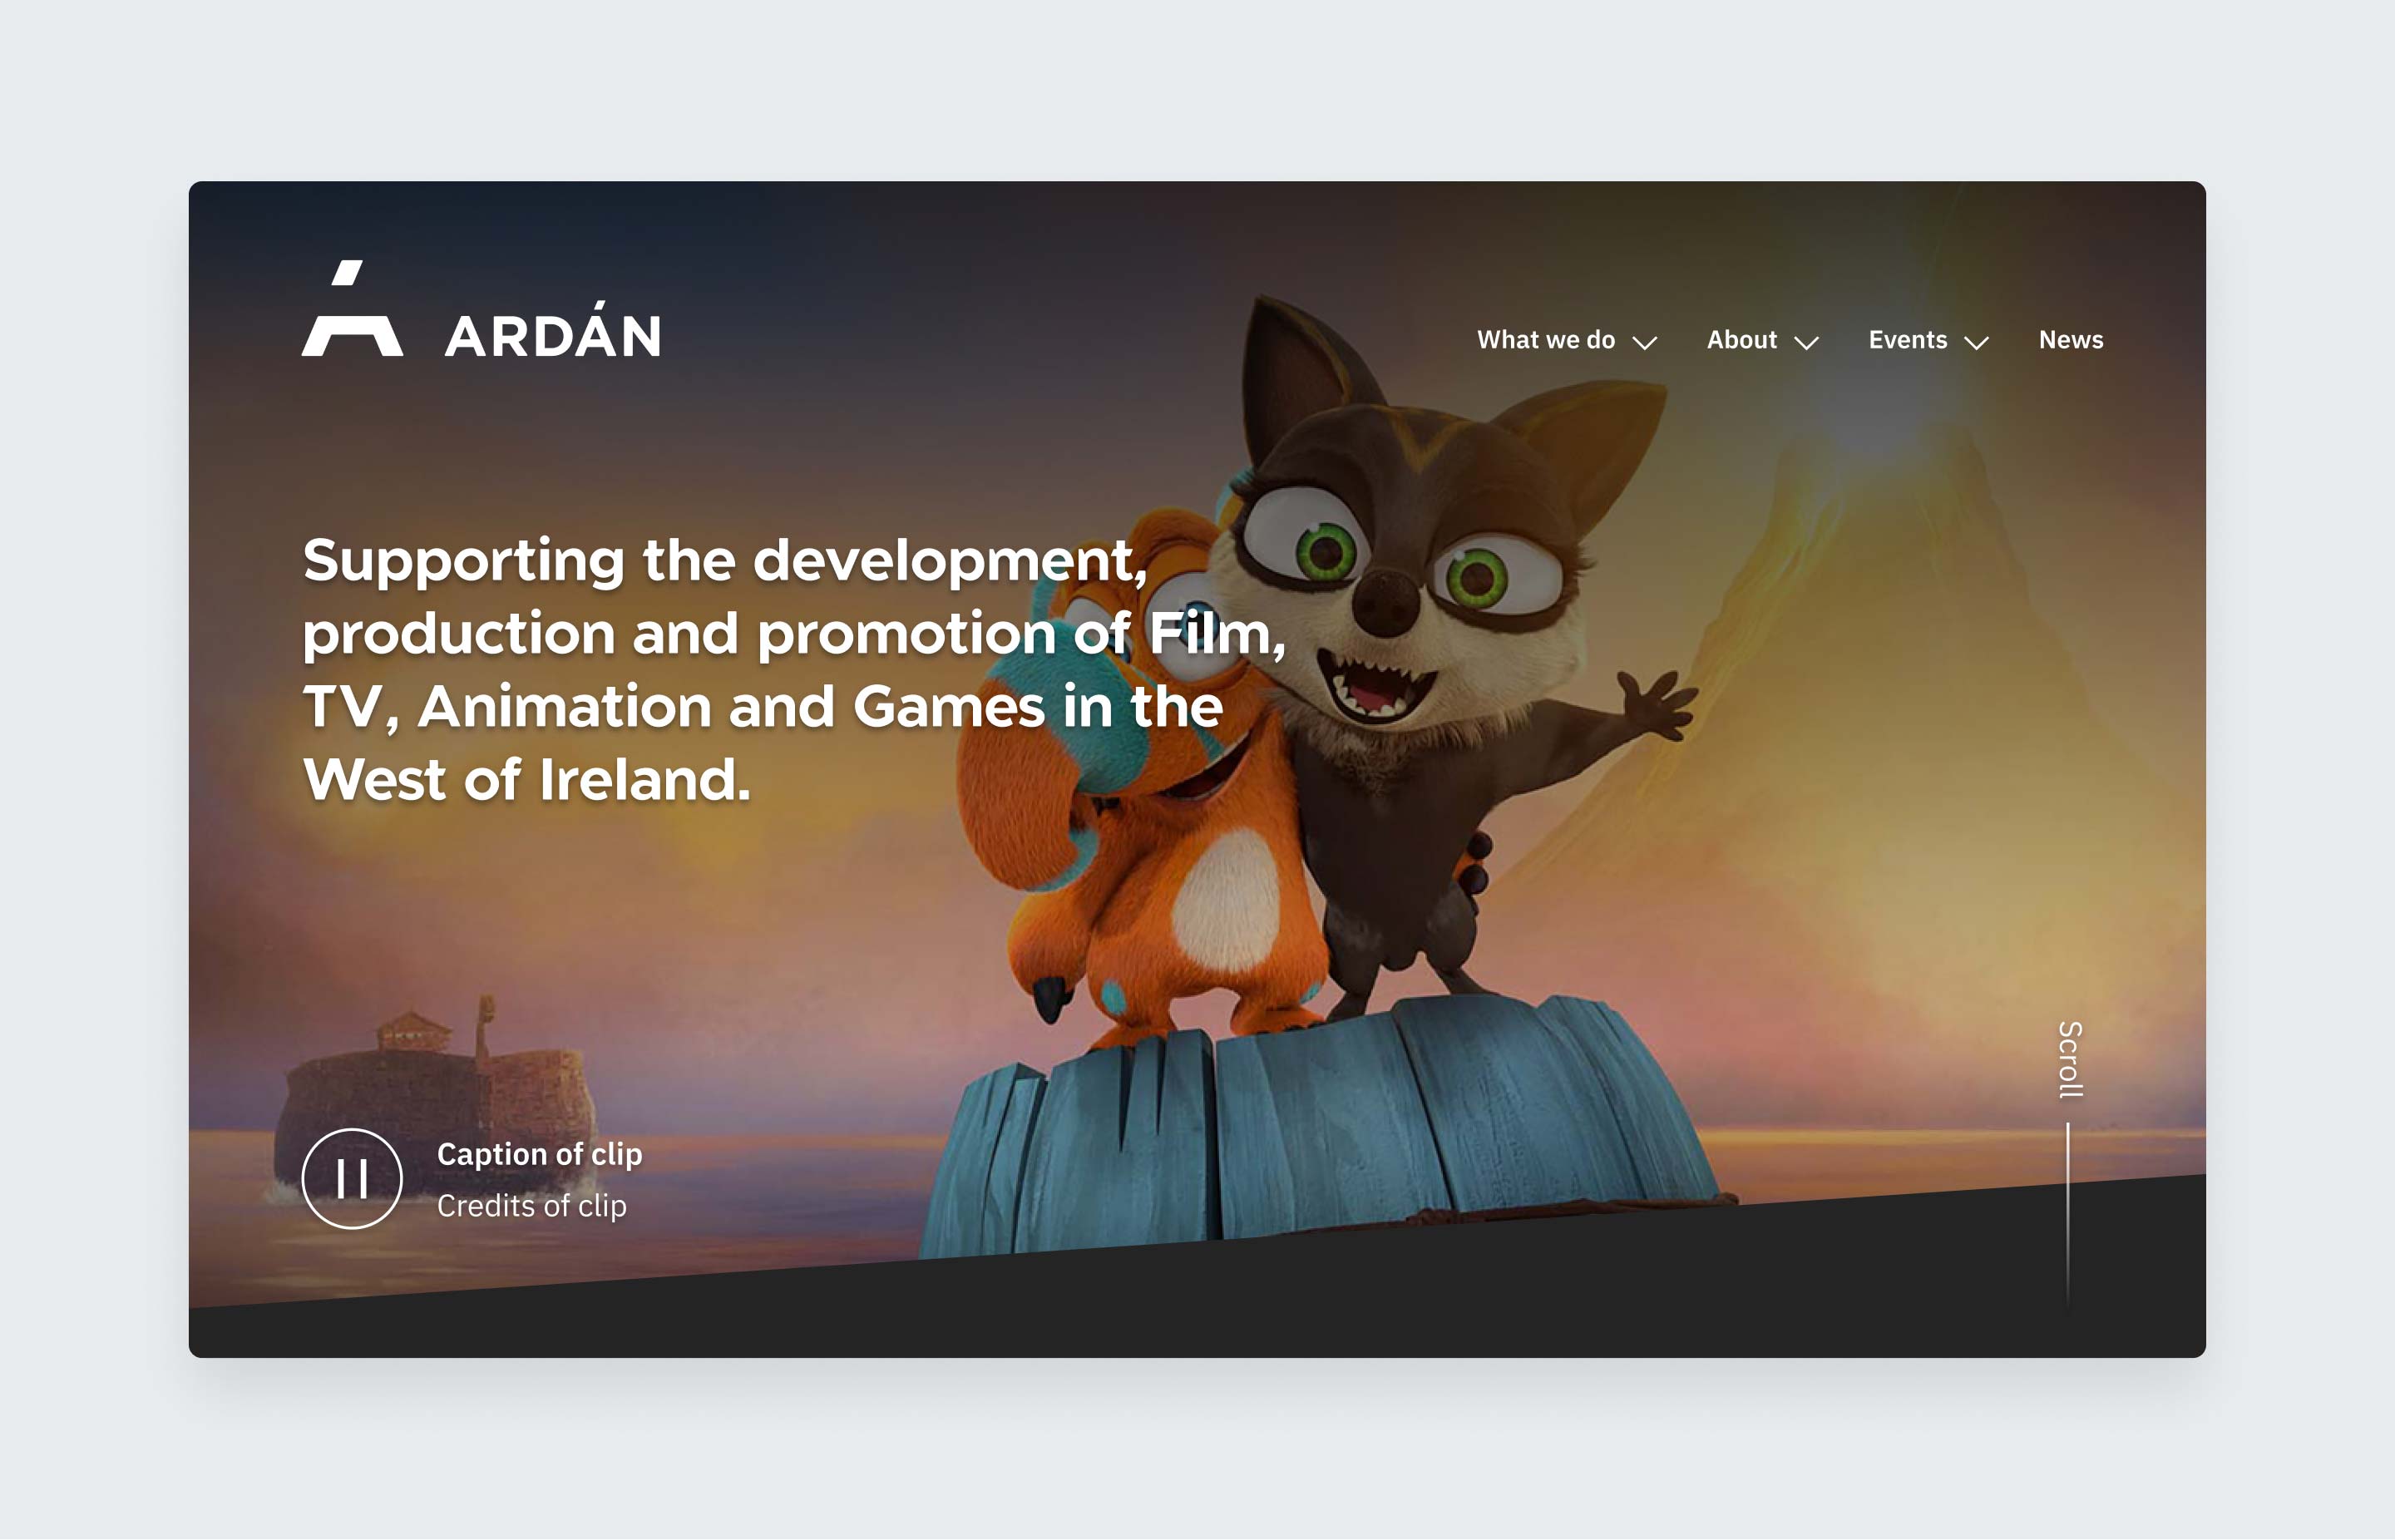 ARDÁN
What we do
About
Events
News
Supporting the development,
production and promotion of Film,
TV, Animation and Games in the
West of Ireland.
Scroll
Caption of clip
Credits of clip